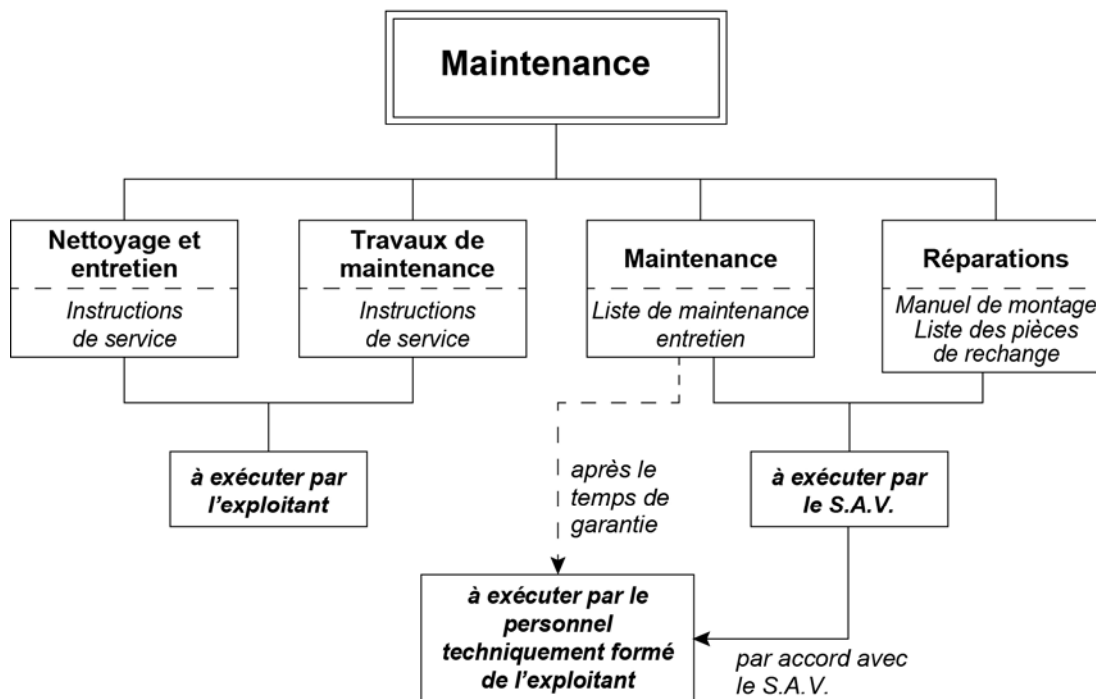 Maintenance
Nettoyage et
entretien
Instructions
de service
Travaux de
maintenance
Instructions
de service
Maintenance
Liste de maintenance
entretien
Réparations
Manuel de montage
Liste des pièces
de rechange
à exécuter par
l’exploitant
après le
temps de
garantie
à exécuter par
le S.A.V.
à exécuter par le
personnel
techniquement formé
de l’exploitant
par accord avec
le S.A.V.